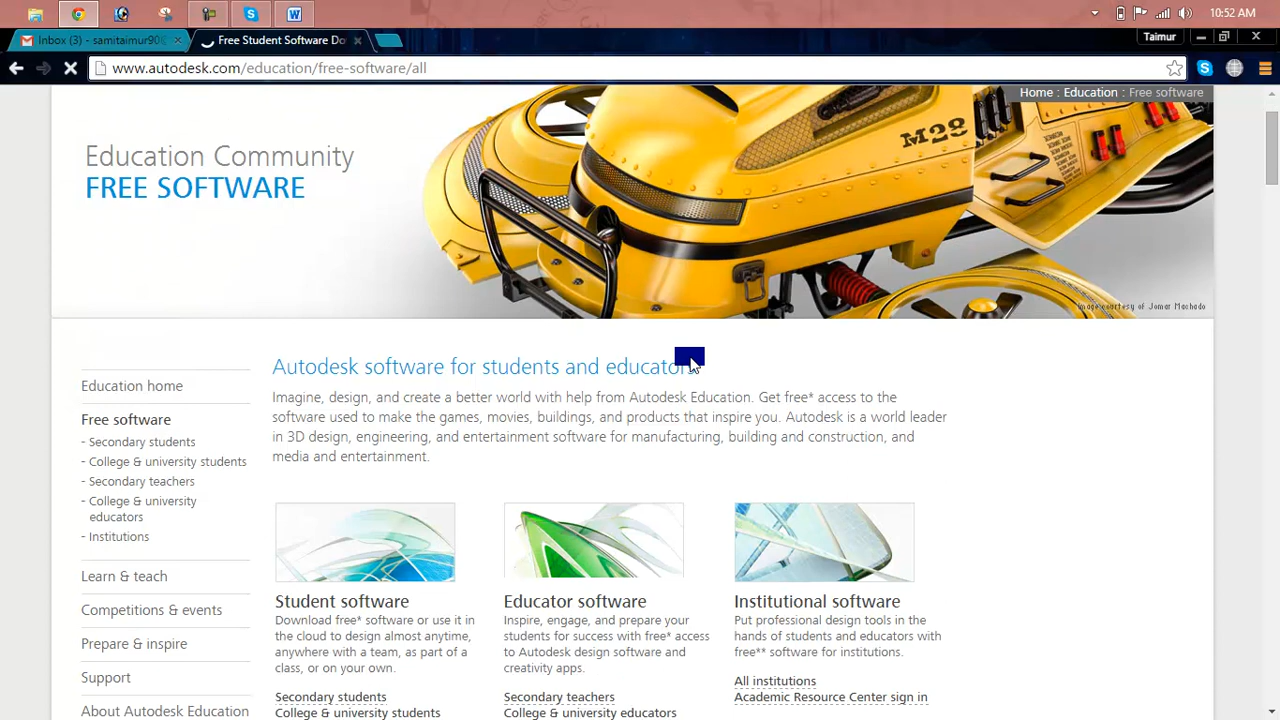 10:52 AM
Inbox (3) - samitaimur90@
Free Student Software Do
Taimur
www.autodesk.com/education/free-software/all
Home : Education : Free software
Education Community
FREE SOFTWARE
M28
Image courtesy of Jomar Machado
Autodesk software for students and educators
Imagine, design, and create a better world with help from Autodesk Education. Get free* access to the
software used to make the games, movies, buildings, and products that inspire you. Autodesk is a world leader
in 3D design, engineering, and entertainment software for manufacturing, building and construction, and
media and entertainment.
Education home
Free software
- Secondary students
- College & university students
- Secondary teachers
- College & university
educators
- Institutions
Learn & teach
Competitions & events
Prepare & inspire
Support
About Autodesk Education
Student software
Download free* software or use it in
the cloud to design almost anytime,
anywhere with a team, as part of a
class, or on your own.
Secondary students
College & university students
Educator software
Inspire, engage, and prepare your
students for success with free* access
to Autodesk design software and
creativity apps.
Secondary teachers
College & university educators
Institutional software
Put professional design tools in the
hands of students and educators with
free** software for institutions.
All institutions
Academic Resource Center sign in